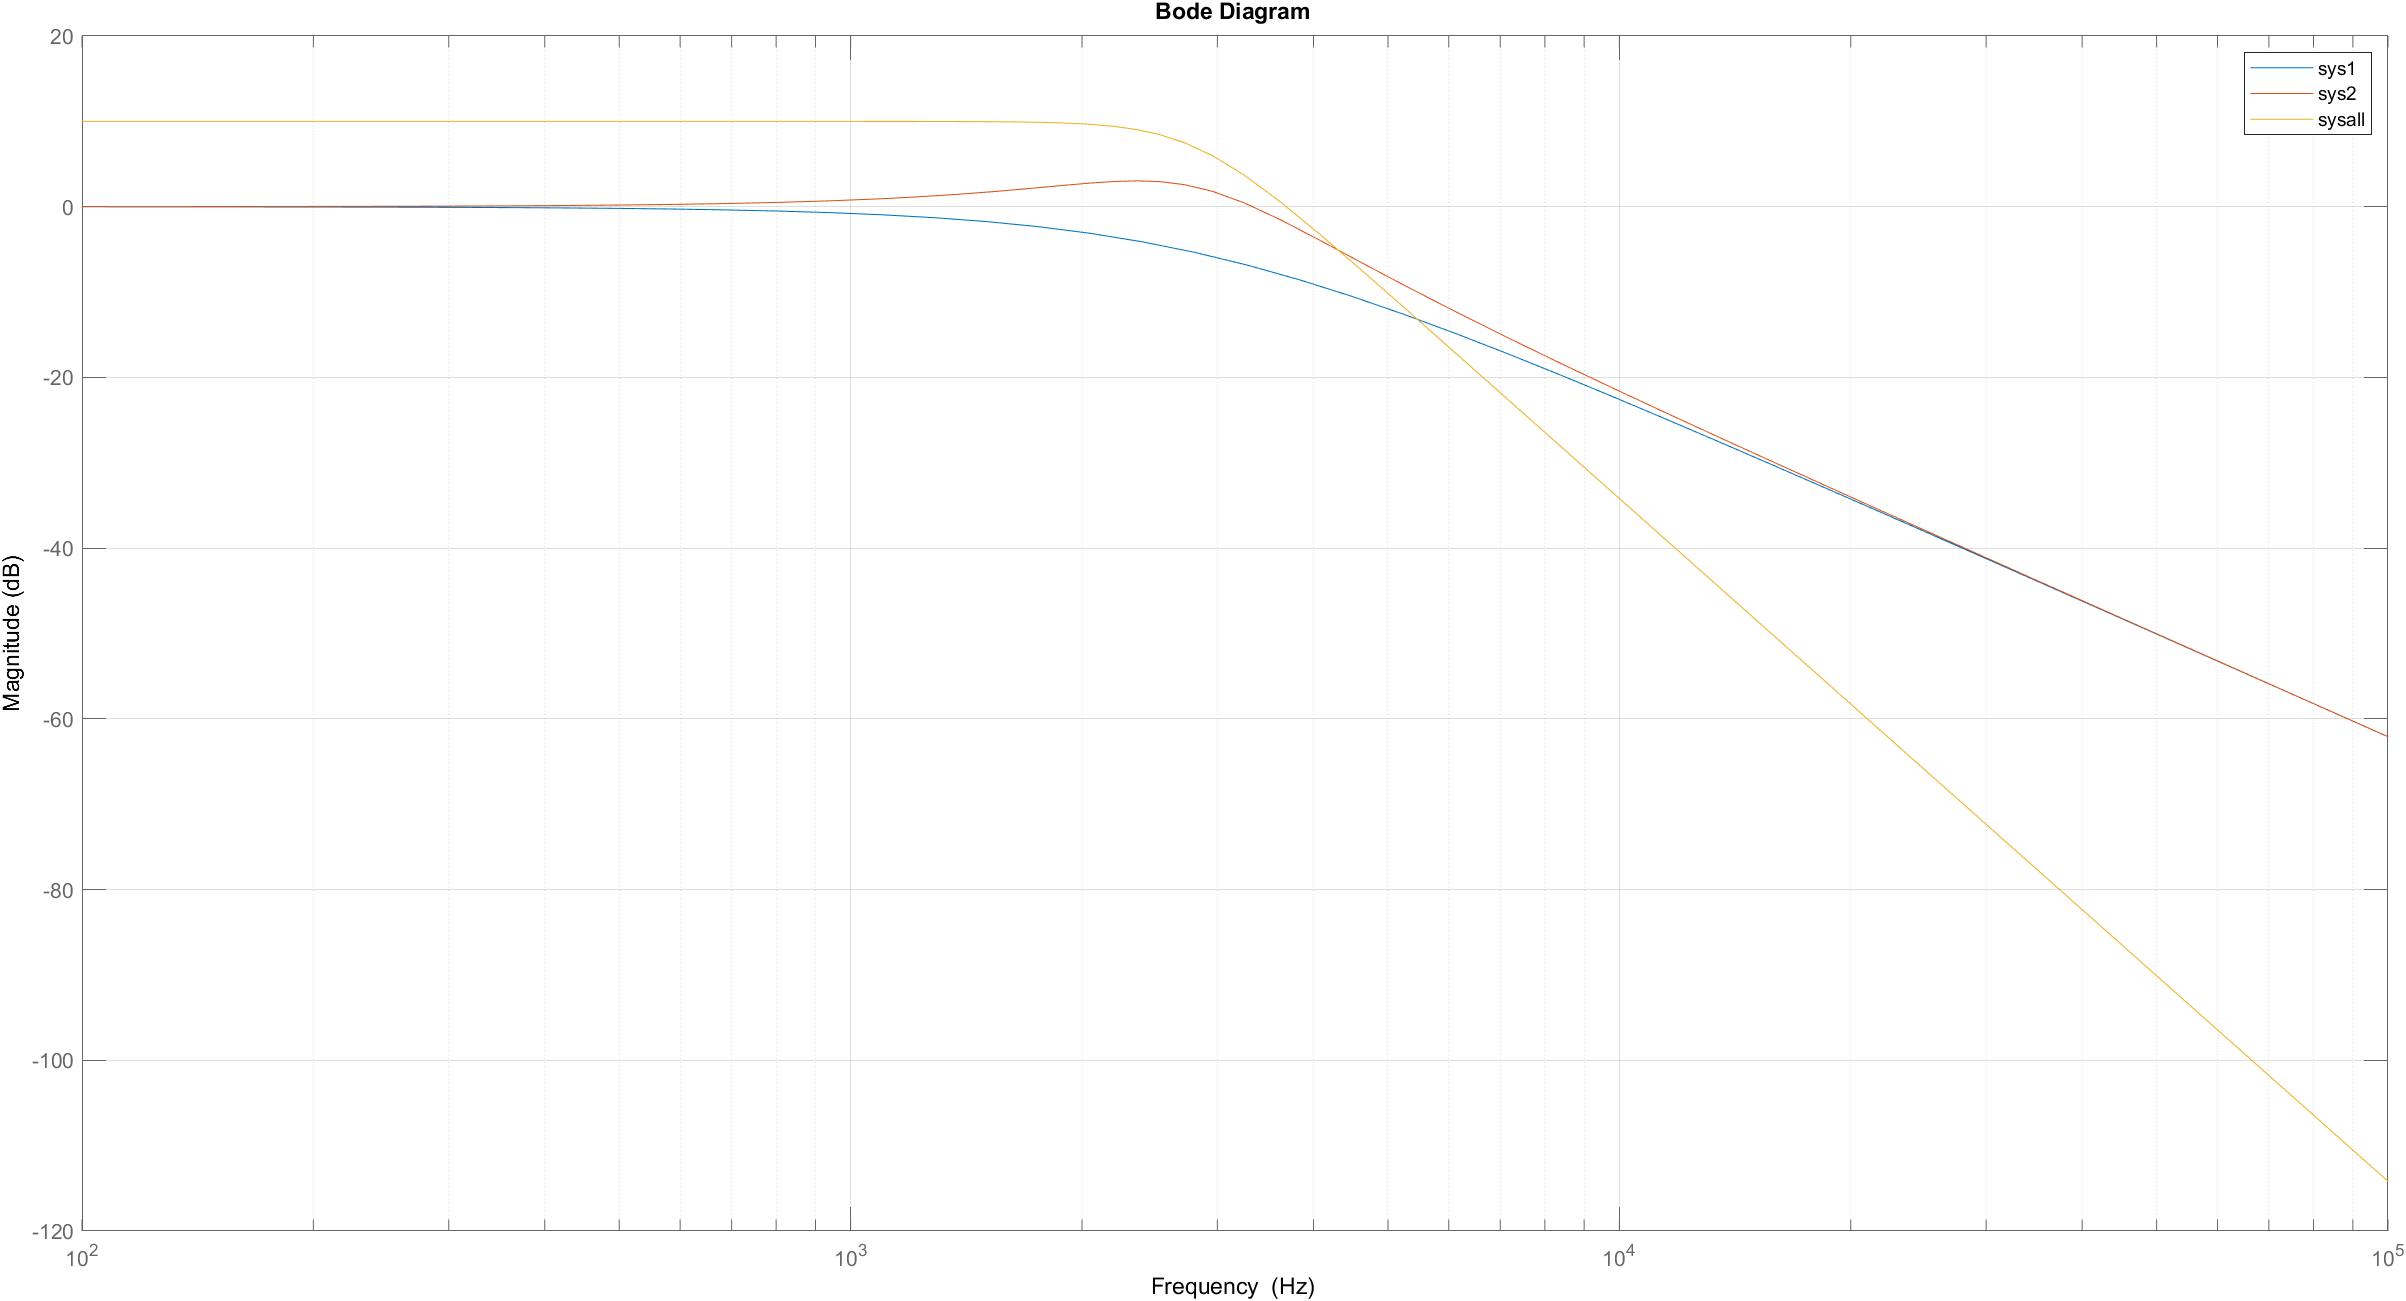 Bode Diagram
20
0
-20
-40
-60
-80
-100
-120
Magnitude (dB)
sys1
sys2
sysall
10^2
10^3
10^4
10^5
Frequency (Hz)